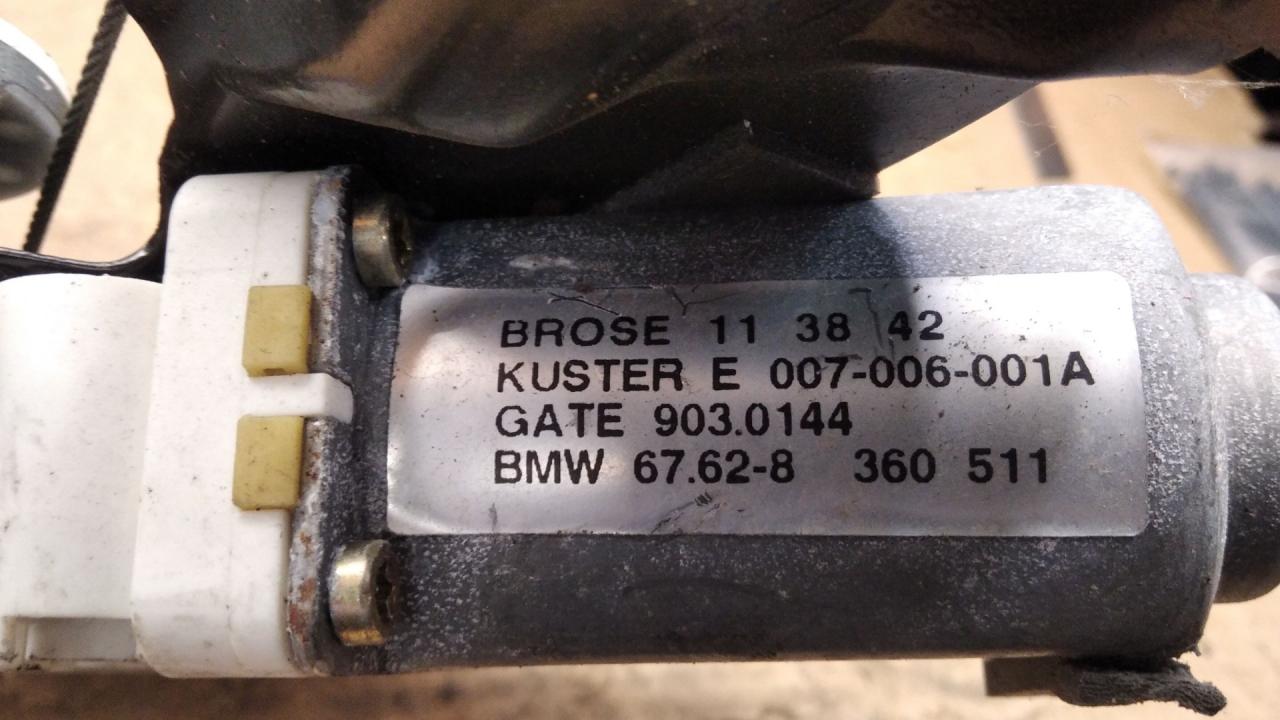 BROSE 11 38 42
KUSTER E 007-006-001A
GATE 903.0144
BMW 67.62-8 360 511